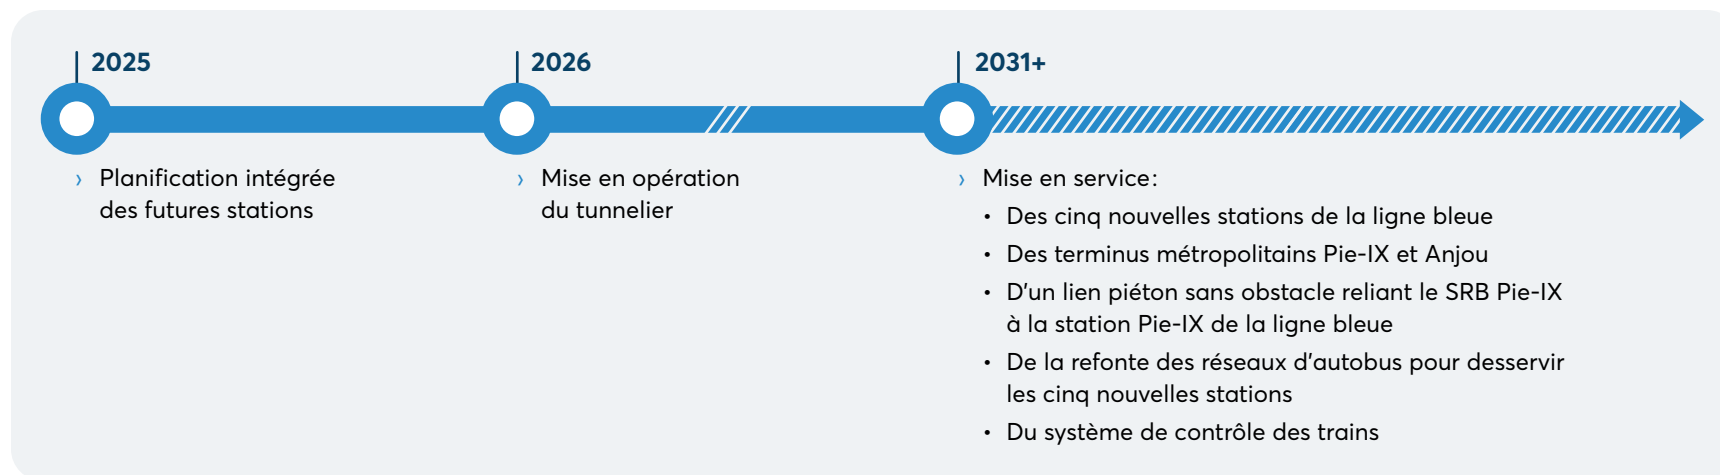 2025
› Planification intégrée
des futures stations
2026
› Mise en opération
du tunnelier
2031+
› Mise en service :
• Des cinq nouvelles stations de la ligne bleue
• Des terminus métropolitains Pie-IX et Anjou
• D'un lien piéton sans obstacle reliant le SRB Pie-IX
à la station Pie-IX de la ligne bleue
• De la refonte des réseaux d'autobus pour desservir
les cinq nouvelles stations
• Du système de contrôle des trains